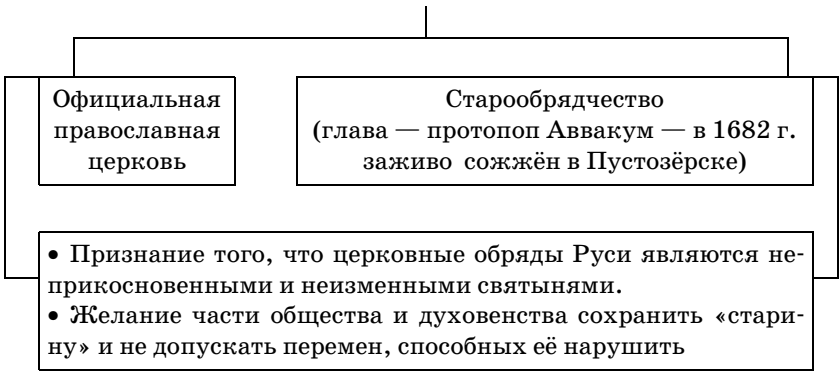 Официальная
православная
церковь
Старообрядчество
(глава — протопоп Аввакум — в 1682 г.
заживо сожжён в Пустозёрске)
• Признание того, что церковные обряды Руси являются не-
прикосновенными и неизменными святынями.
• Желание части общества и духовенства сохранить «стари-
ну» и не допускать перемен, способных её нарушить